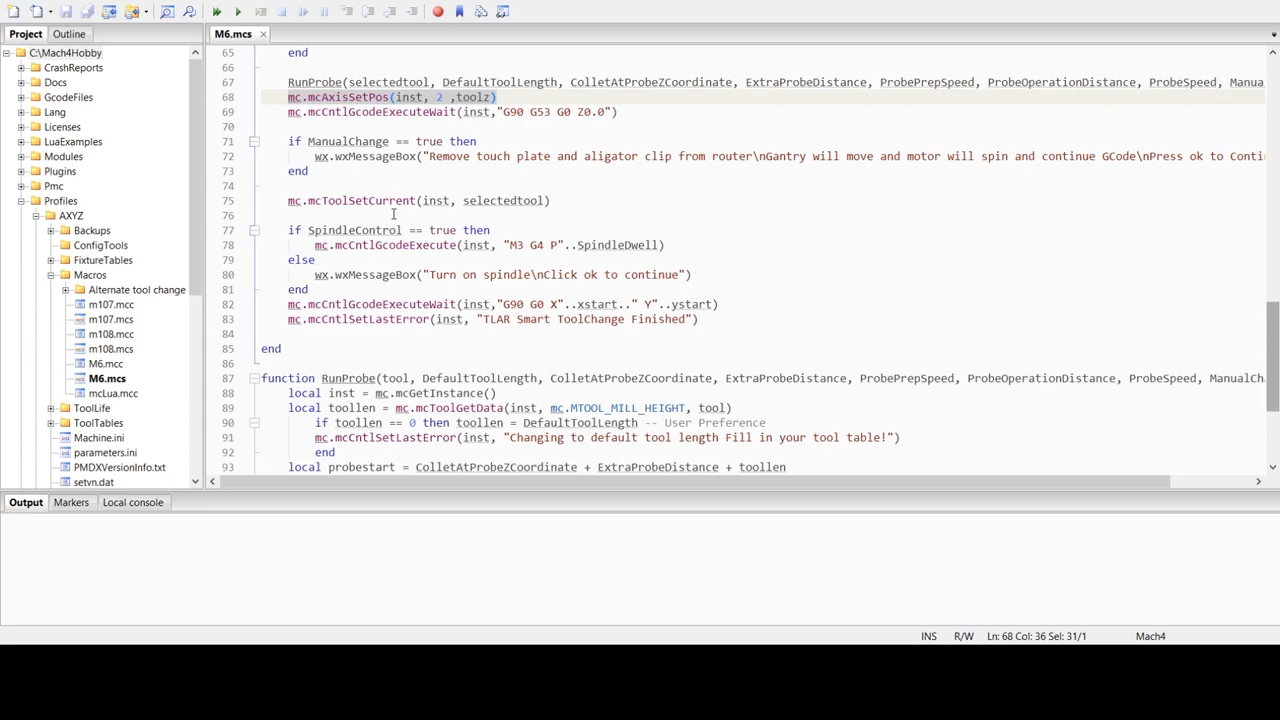 Project Outline
M6.mcs
C:\Mach4Hobby
CrashReports
Docs
GcodeFiles
Lang
Licenses
LuaExamples
Modules
Plugins
Pmc
Profiles
AXYZ
Backups
ConfigTools
FixtureTables
Macros
Alternate tool change
m107.mcc
m107.mcs
m108.mcc
m108.mcs
M6.mcc
M6.mcs
mcLua.mcc
ToolLife
ToolTables
Machine.ini
parameters.ini
PMDXVersionInfo.txt
setvn.dat
65 end
66
67 RunProbe(selectedtool, DefaultToolLength, ColletAtProbeZCoordinate, ExtraProbeDistance, ProbePrepSpeed, ProbeOperationDistance, ProbeSpeed, Manua
68 mc.mcAxisSetPos(inst, 2 ,toolz)
69 mc.mcCntlGcodeExecuteWait(inst,"G90 G53 G0 Z0.0")
70
71 if ManualChange == true then
72 wx.wxMessageBox("Remove touch plate and aligator clip from router\nGantry will move and motor will spin and continue GCode\nPress ok to Conti
73 end
74
75 mc.mcToolSetCurrent(inst, selectedtool)
76
77 if SpindleControl == true then
78 mc.mcCntlGcodeExecute(inst, "M3 G4 P"..SpindleDwell)
79 else
80 wx.wxMessageBox("Turn on spindle\nClick ok to continue")
81 end
82 mc.mcCntlGcodeExecuteWait(inst,"G90 G0 X"..xstart.." Y"..ystart)
83 mc.mcCntlSetLastError(inst, "TLAR Smart ToolChange Finished")
84
85 end
86
87 function RunProbe(tool, DefaultToolLength, ColletAtProbeZCoordinate, ExtraProbeDistance, ProbePrepSpeed, ProbeOperationDistance, ProbeSpeed, ManualCha
88 local inst = mc.mcGetInstance()
89 local toollen = mc.mcToolGetData(inst, mc.MTOOL_MILL_HEIGHT, tool)
90 if toollen == 0 then toollen = DefaultToolLength -- User Preference
91 mc.mcCntlSetLastError(inst, "Changing to default tool length Fill in your tool table!")
92 end
93 local probestart = ColletAtProbeZCoordinate + ExtraProbeDistance + toollen
Output Markers Local console
INS R/W Ln: 68 Col: 36 Sel: 31/1 Mach4